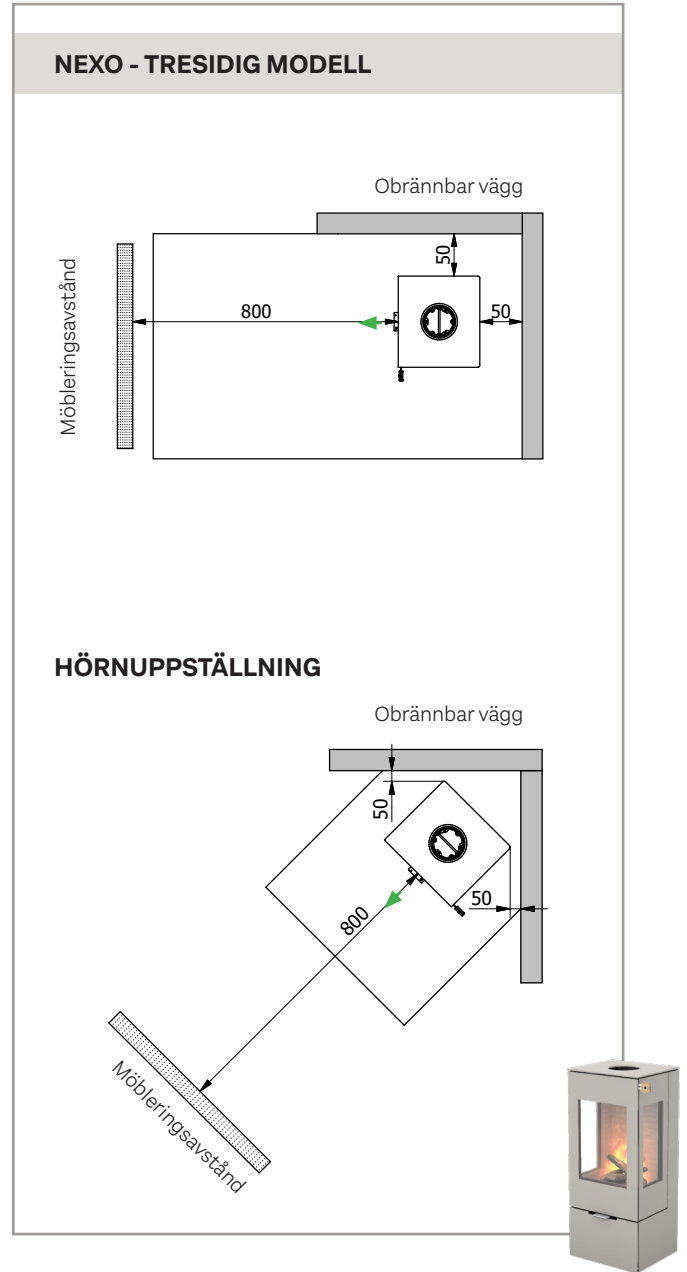 NEXO - TRESIDIG MODELL
Obrännbar vägg
50
Möbleringsavstånd
800
50
HÖRNUPPSTÄLLNING
Obrännbar vägg
50
50
800
Möbleringsavstånd